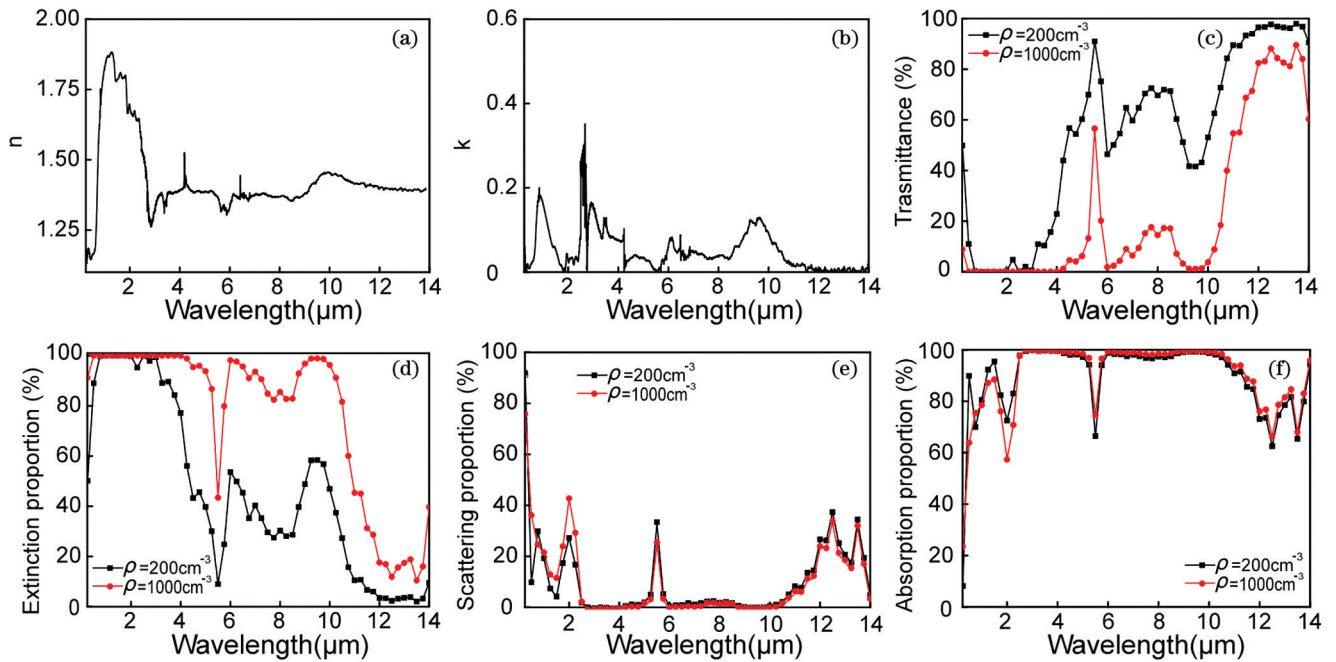 (a)
2.00
1.75
1.50
1.25
n
2 4 6 8 10 12 14
Wavelength(μm)
(b)
0.6
0.4
0.2
0
k
2 4 6 8 10 12 14
Wavelength(μm)
(c)
ρ=200cm⁻³
ρ=1000cm⁻³
100
80
60
40
20
0
Trasmittance (%)
2 4 6 8 10 12 14
Wavelength(μm)
(d)
100
80
60
40
20
0
Extinction proportion (%)
ρ=200cm⁻³
ρ=1000cm⁻³
2 4 6 8 10 12 14
Wavelength(μm)
(e)
ρ=200cm⁻³
ρ=1000cm⁻³
100
80
60
40
20
0
Scattering proportion (%)
2 4 6 8 10 12 14
Wavelength(μm)
(f)
100
80
60
40
20
0
Absorption proportion (%)
ρ=200cm⁻³
ρ=1000cm⁻³
2 4 6 8 10 12 14
Wavelength(μm)